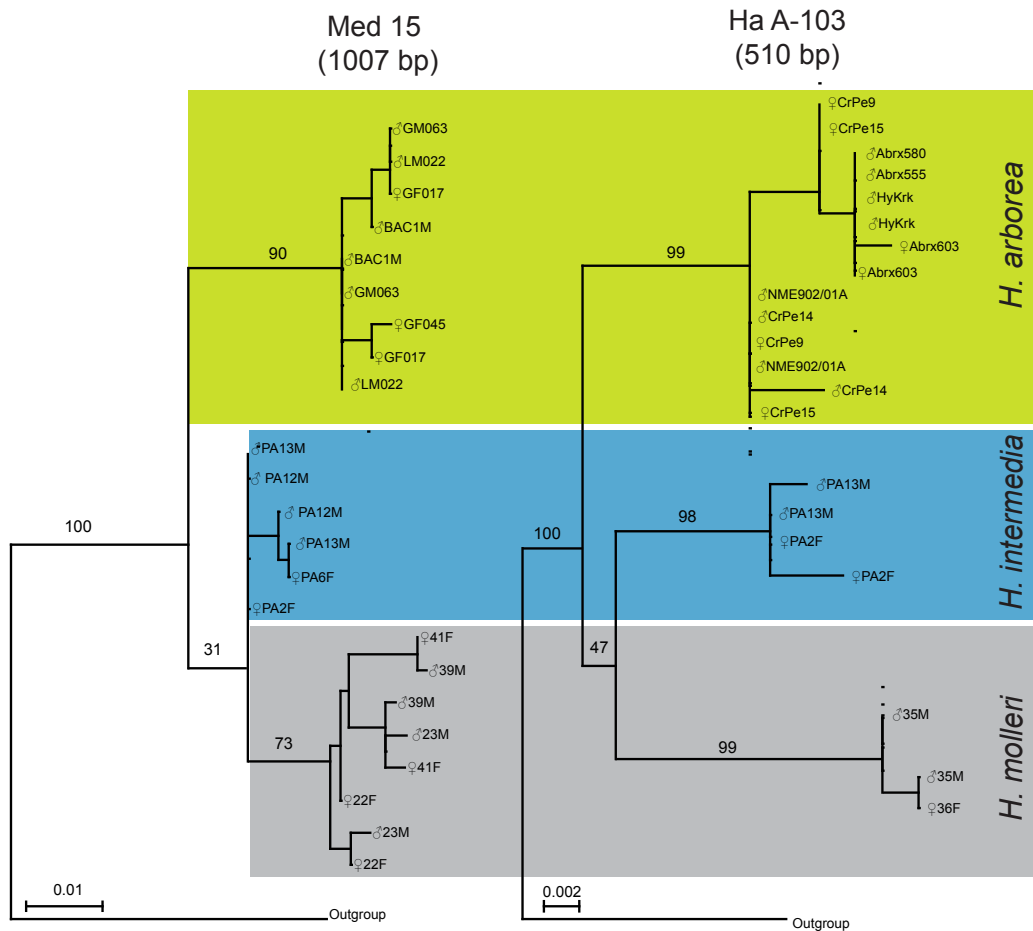 Med 15
(1007 bp)
♂GM063
♂LM022
♀GF017
♂BAC1M
90
♂BAC1M
♂GM063
♀GF045
♀GF017
♂LM022
♂PA13M
♂ PA12M
♂ PA12M
♂PA13M
100
♀PA6F
♀PA2F
♀41F
31
♂39M
♂39M
♂23M
73
♀41F
♀22F
♂23M
♀22F
0.01
Outgroup
Ha A-103
(510 bp)
♀CrPe9
♀CrPe15
♂Abrx580
♂Abrx555
♂HyKrk
♂HyKrk
♀Abrx603
99
♀Abrx603
♂NME902/01A
♂CrPe14
♀CrPe9
♂NME902/01A
♂CrPe14
♀CrPe15
♂PA13M
98
♂PA13M
100
♀PA2F
♀PA2F
47
♂35M
99
♂35M
♀36F
0.002
Outgroup
H. arborea
H. intermedia
H. molleri